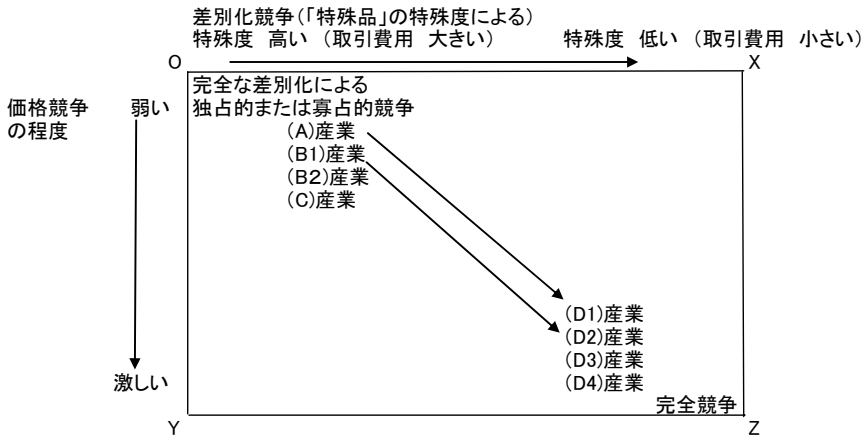 差別化競争(「特殊品」の特殊度による)
特殊度 高い (取引費用 大きい) 特殊度 低い (取引費用 小さい)
O X
完全な差別化による
価格競争 弱い 独占的または寡占的競争
の程度
(A)産業
(B1)産業
(B2)産業
(C)産業
(D1)産業
(D2)産業
(D3)産業
激しい (D4)産業
完全競争
Y Z